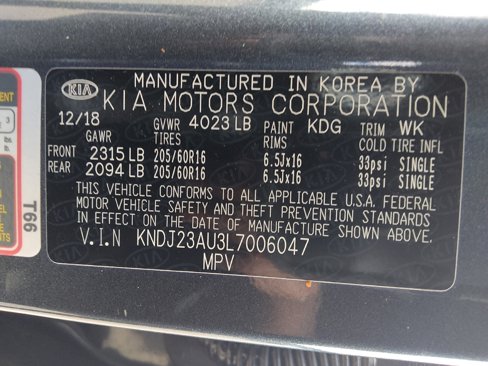 MANUFACTURED IN KOREA BY
KIA KIA MOTORS CORPORATION
12/18 GVWR 4023 LB PAINT KDG TRIM WK
GAWR TIRES RIMS COLD TIRE INFL
FRONT 2315 LB 205/60R16 6.5Jx16 33psi SINGLE
REAR 2094 LB 205/60R16 6.5Jx16 33psi SINGLE
THIS VEHICLE CONFORMS TO ALL APPLICABLE U.S.A. FEDERAL
MOTOR VEHICLE SAFETY AND THEFT PREVENTION STANDARDS
IN EFFECT ON THE DATE OF MANUFACTURE SHOWN ABOVE.
V.I.N KNDJ23AU3L7006047
MPV
T66
3